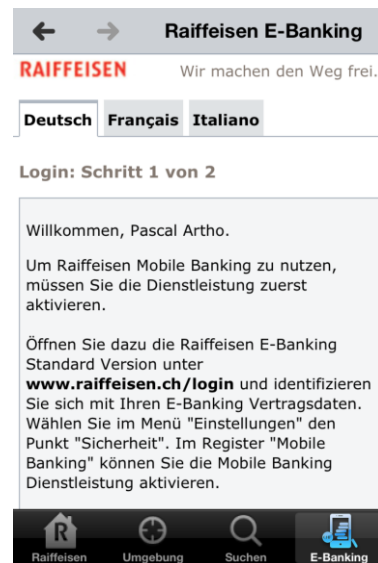 Raiffeisen E-Banking
RAIFFEISEN Wir machen den Weg frei.
Deutsch Français Italiano
Login: Schritt 1 von 2
Willkommen, Pascal Artho.
Um Raiffeisen Mobile Banking zu nutzen,
müssen Sie die Dienstleistung zuerst
aktivieren.
Öffnen Sie dazu die Raiffeisen E-Banking
Standard Version unter
www.raiffeisen.ch/login und identifizieren
Sie sich mit Ihren E-Banking Vertragsdaten.
Wählen Sie im Menü "Einstellungen" den
Punkt "Sicherheit". Im Register "Mobile
Banking" können Sie die Mobile Banking
Dienstleistung aktivieren.
R
Raiffeisen Umgebung Suchen E-Banking